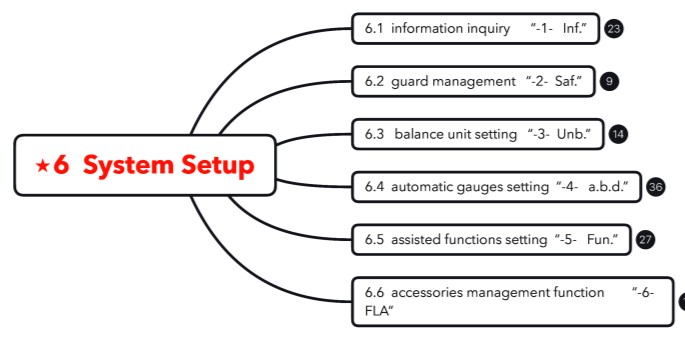 ★6 System Setup
6.1 information inquiry "-1- Inf." 23
6.2 guard management "-2- Saf." 9
6.3 balance unit setting "-3- Unb." 14
6.4 automatic gauges setting "-4- a.b.d." 36
6.5 assisted functions setting "-5- Fun." 27
6.6 accessories management function "-6-
FLA"